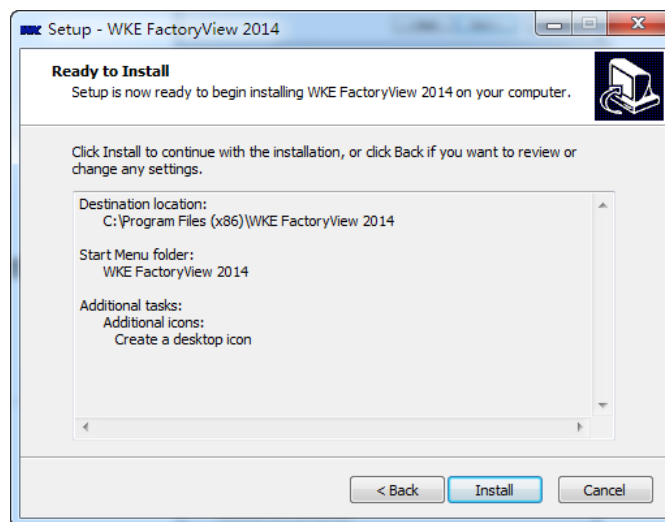 Setup - WKE FactoryView 2014
Ready to Install
Setup is now ready to begin installing WKE FactoryView 2014 on your computer.
Click Install to continue with the installation, or click Back if you want to review or
change any settings.
Destination location:
C:\Program Files (x86)\WKE FactoryView 2014
Start Menu folder:
WKE FactoryView 2014
Additional tasks:
Additional icons:
Create a desktop icon
< Back
Install
Cancel